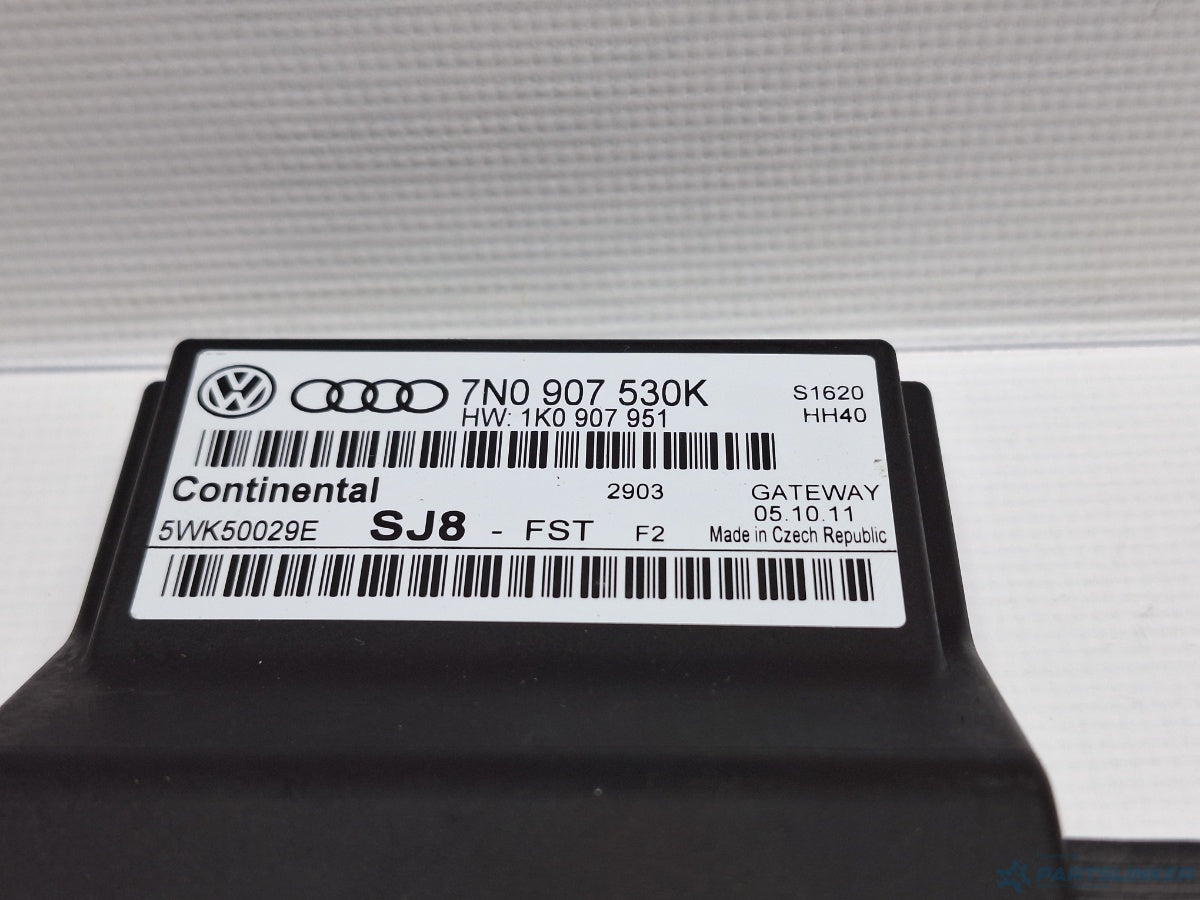 7N0 907 530K
HW: 1K0 907 951
S1620
HH40
Continental
2903
GATEWAY
05.10.11
5WK50029E SJ8 - FST F2 Made in Czech Republic